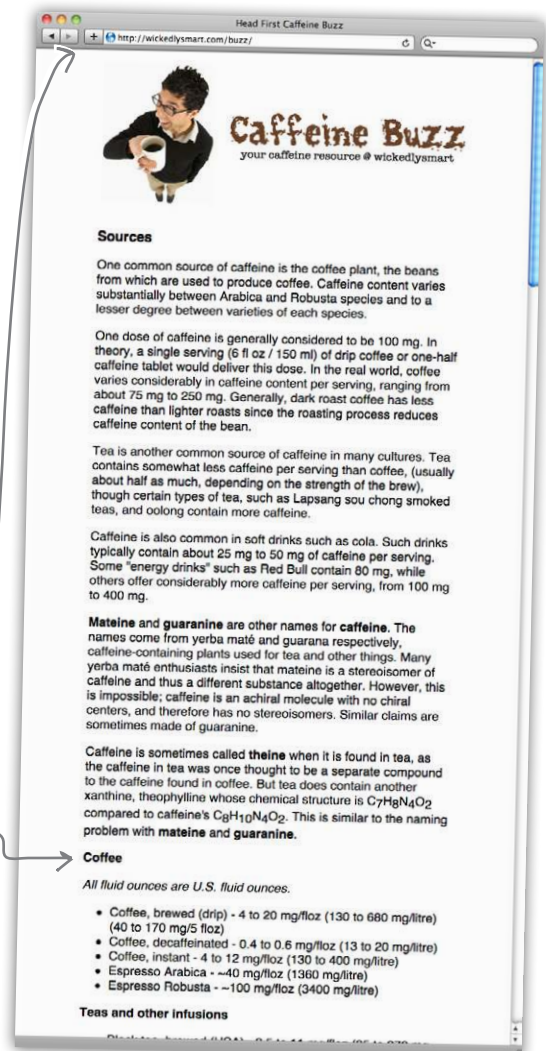 Head First Caffeine Buzz
http://wickedlysmart.com/buzz/
Caffeine Buzz
your caffeine resource @ wickedlysmart
Sources
One common source of caffeine is the coffee plant, the beans
from which are used to produce coffee. Caffeine content varies
substantially between Arabica and Robusta species and to a
lesser degree between varieties of each species.
One dose of caffeine is generally considered to be 100 mg. In
theory, a single serving (6 fl oz / 150 ml) of drip coffee or one-half
caffeine tablet would deliver this dose. In the real world, coffee
varies considerably in caffeine content per serving, ranging from
about 75 mg to 250 mg. Generally, dark roast coffee has less
caffeine than lighter roasts since the roasting process reduces
caffeine content of the bean.
Tea is another common source of caffeine in many cultures. Tea
contains somewhat less caffeine per serving than coffee, (usually
about half as much, depending on the strength of the brew),
though certain types of tea, such as Lapsang sou chong smoked
teas, and oolong contain more caffeine.
Caffeine is also common in soft drinks such as cola. Such drinks
typically contain about 25 mg to 50 mg of caffeine per serving.
Some "energy drinks" such as Red Bull contain 80 mg, while
others offer considerably more caffeine per serving, from 100 mg
to 400 mg.
Mateine and guaranine are other names for caffeine. The
names come from yerba maté and guarana respectively,
caffeine-containing plants used for tea and other things. Many
yerba maté enthusiasts insist that mateine is a stereoisomer of
caffeine and thus a different substance altogether. However, this
is impossible; caffeine is an achiral molecule with no chiral
centers, and therefore has no stereoisomers. Similar claims are
sometimes made of guaranine.
Caffeine is sometimes called theine when it is found in tea, as
the caffeine in tea was once thought to be a separate compound
to the caffeine found in coffee. But tea does contain another
xanthine, theophylline whose chemical structure is C7H8N4O2
compared to caffeine's C8H10N4O2. This is similar to the naming
problem with mateine and guaranine.
Coffee
All fluid ounces are U.S. fluid ounces.
• Coffee, brewed (drip) - 4 to 20 mg/floz (130 to 680 mg/litre)
(40 to 170 mg/5 floz)
• Coffee, decaffeinated - 0.4 to 0.6 mg/floz (13 to 20 mg/litre)
• Coffee, instant - 4 to 12 mg/floz (130 to 400 mg/litre)
• Espresso Arabica - ~40 mg/floz (1360 mg/litre)
• Espresso Robusta - ~100 mg/floz (3400 mg/litre)
Teas and other infusions